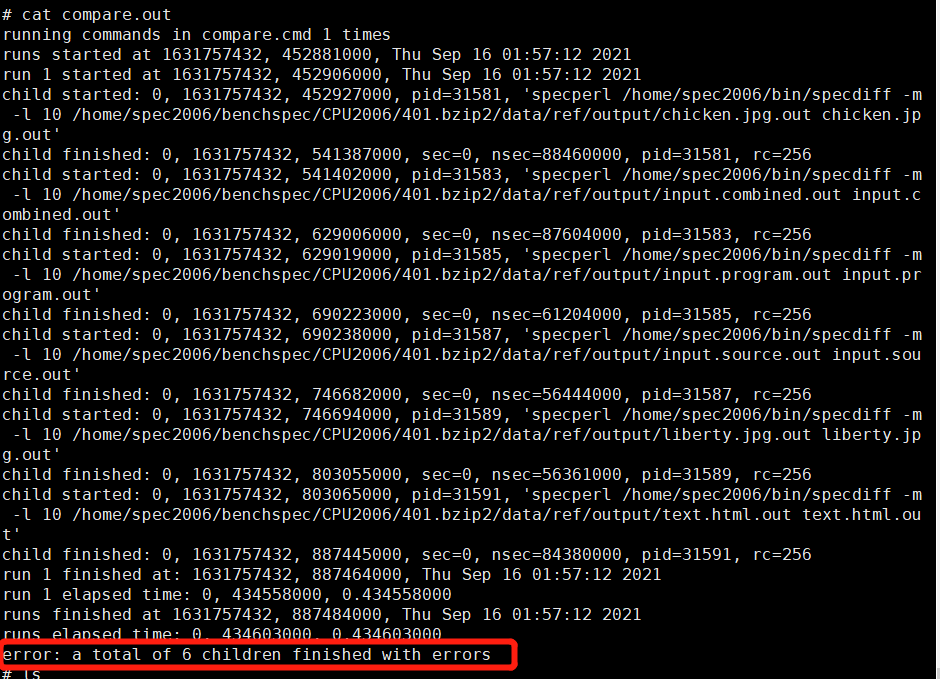 # cat compare.out
running commands in compare.cmd 1 times
runs started at 1631757432, 452881000, Thu Sep 16 01:57:12 2021
run 1 started at 1631757432, 452906000, Thu Sep 16 01:57:12 2021
child started: 0, 1631757432, 452927000, pid=31581, 'specperl /home/spec2006/bin/specdiff -m
 -l 10 /home/spec2006/benchspec/CPU2006/401.bzip2/data/ref/output/chicken.jpg.out chicken.jp
g.out'
child finished: 0, 1631757432, 541387000, sec=0, nsec=88460000, pid=31581, rc=256
child started: 0, 1631757432, 541402000, pid=31583, 'specperl /home/spec2006/bin/specdiff -m
 -l 10 /home/spec2006/benchspec/CPU2006/401.bzip2/data/ref/output/input.combined.out input.c
ombined.out'
child finished: 0, 1631757432, 629006000, sec=0, nsec=87604000, pid=31583, rc=256
child started: 0, 1631757432, 629019000, pid=31585, 'specperl /home/spec2006/bin/specdiff -m
 -l 10 /home/spec2006/benchspec/CPU2006/401.bzip2/data/ref/output/input.program.out input.pr
ogram.out'
child finished: 0, 1631757432, 690223000, sec=0, nsec=61204000, pid=31585, rc=256
child started: 0, 1631757432, 690238000, pid=31587, 'specperl /home/spec2006/bin/specdiff -m
 -l 10 /home/spec2006/benchspec/CPU2006/401.bzip2/data/ref/output/input.source.out input.sou
rce.out'
child finished: 0, 1631757432, 746682000, sec=0, nsec=56444000, pid=31587, rc=256
child started: 0, 1631757432, 746694000, pid=31589, 'specperl /home/spec2006/bin/specdiff -m
 -l 10 /home/spec2006/benchspec/CPU2006/401.bzip2/data/ref/output/liberty.jpg.out liberty.jp
g.out'
child finished: 0, 1631757432, 803055000, sec=0, nsec=56361000, pid=31589, rc=256
child started: 0, 1631757432, 803065000, pid=31591, 'specperl /home/spec2006/bin/specdiff -m
 -l 10 /home/spec2006/benchspec/CPU2006/401.bzip2/data/ref/output/text.html.out text.html.ou
t'
child finished: 0, 1631757432, 887445000, sec=0, nsec=84380000, pid=31591, rc=256
run 1 finished at: 1631757432, 887464000, Thu Sep 16 01:57:12 2021
run 1 elapsed time: 0, 434558000, 0.434558000
runs finished at 1631757432, 887484000, Thu Sep 16 01:57:12 2021
runs elapsed time: 0, 434603000, 0.434603000
error: a total of 6 children finished with errors
# ls